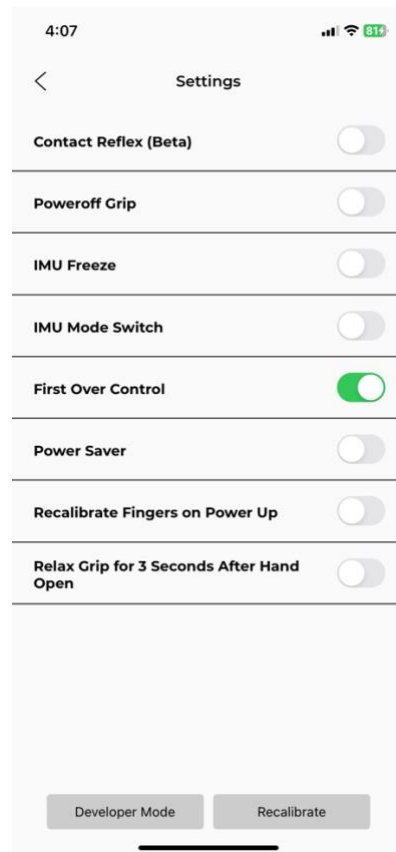 4:07
81
Settings
Contact Reflex (Beta)
Poweroff Grip
IMU Freeze
IMU Mode Switch
First Over Control
Power Saver
Recalibrate Fingers on Power Up
Relax Grip for 3 Seconds After Hand
Open
Developer Mode
Recalibrate